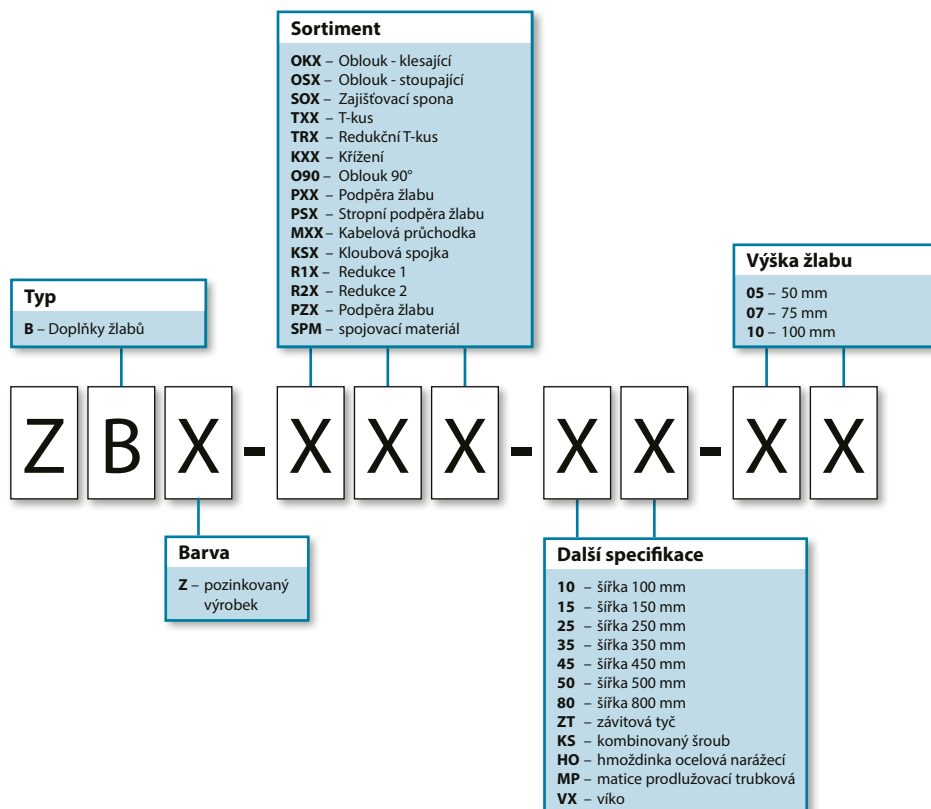 Sortiment
OKX – Oblouk - klesající
OSX – Oblouk - stoupající
SOX – Zajišťovací spona
TXX – T-kus
TRX – Redukční T-kus
KXX – Křížení
O90 – Oblouk 90°
PXX – Podpěra žlabu
PSX – Stropní podpěra žlabu
MXX – Kabelová průchodka
KSX – Kloubová spojka
R1X – Redukce 1
R2X – Redukce 2
PZX – Podpěra žlabu
SPM – spojovací materiál
Typ
B – Doplňky žlabů
Výška žlabu
05 – 50 mm
07 – 75 mm
10 – 100 mm
Z B X - X X X - X X - X X
Barva
Z – pozinkovaný
výrobek
Další specifikace
10 – šířka 100 mm
15 – šířka 150 mm
25 – šířka 250 mm
35 – šířka 350 mm
45 – šířka 450 mm
50 – šířka 500 mm
80 – šířka 800 mm
ZT – závitová tyč
KS – kombinovaný šroub
HO – hmoždinka ocelová narážecí
MP – matice prodlužovací trubková
VX – víko